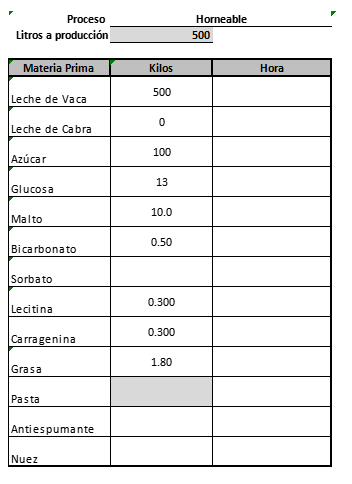 Proceso Horneable
Litros a producción 500
Materia Prima Kilos Hora
Leche de Vaca 500
Leche de Cabra 0
Azúcar 100
Glucosa 13
Malto 10.0
Bicarbonato 0.50
Sorbato
Lecitina 0.300
Carragenina 0.300
Grasa 1.80
Pasta
Antiespumante
Nuez